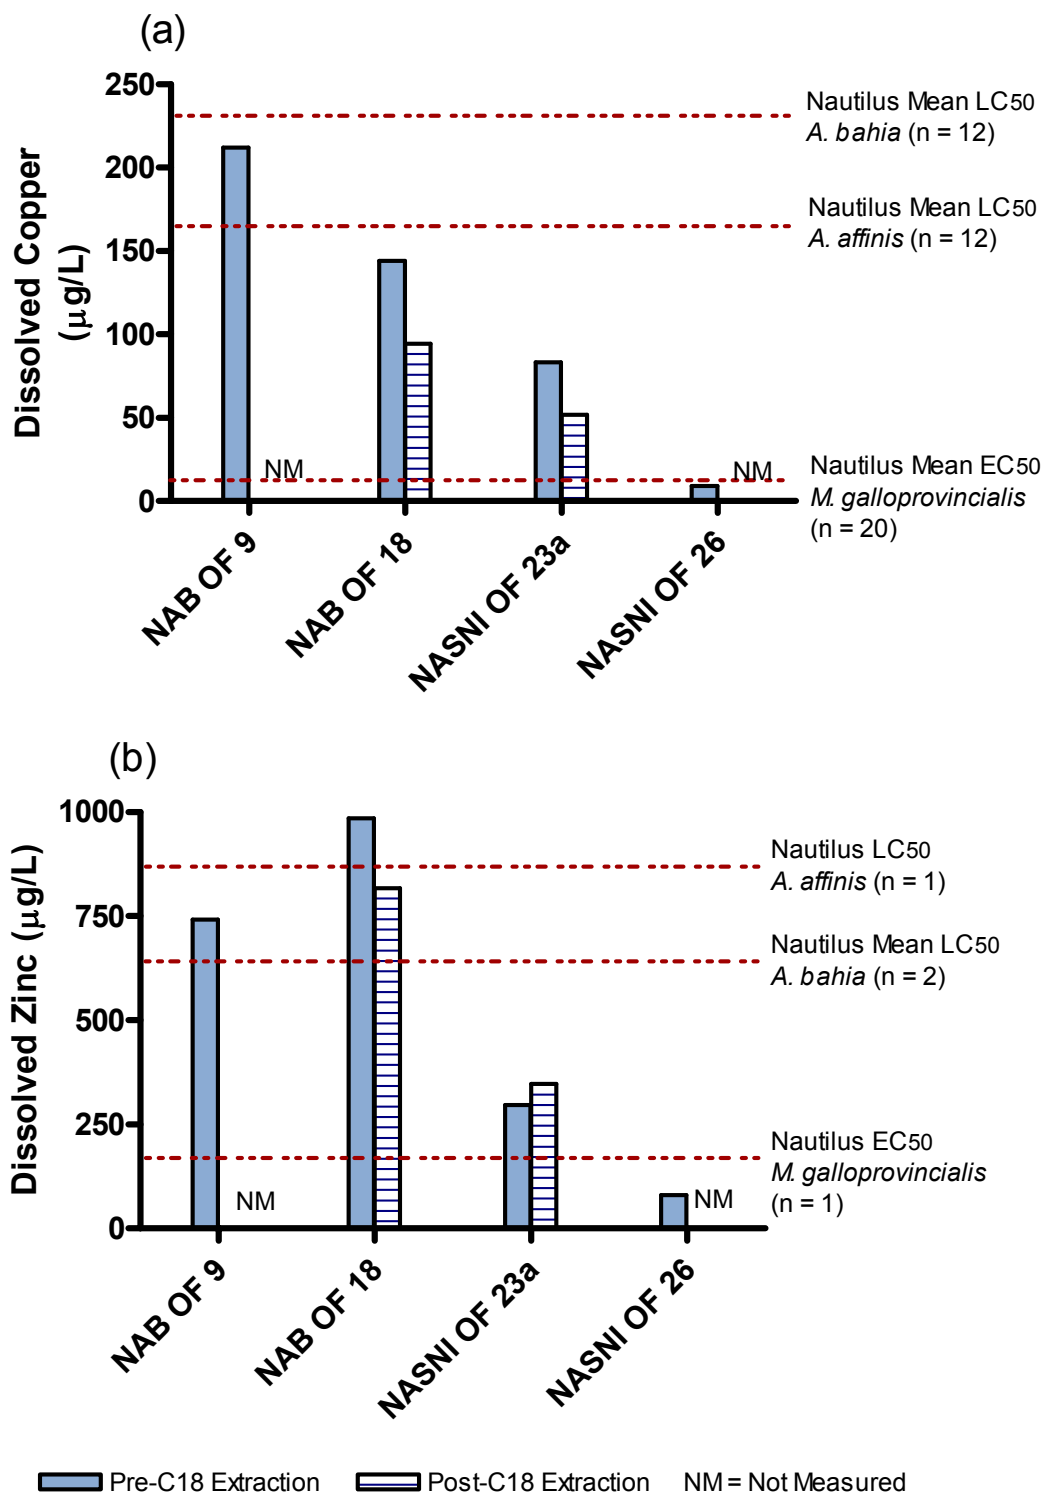 (a)
Dissolved Copper
(μg/L)
250
200
150
100
50
0
Nautilus Mean LC50
A. bahia (n = 12)
Nautilus Mean LC50
A. affinis (n = 12)
Nautilus Mean EC50
M. galloprovincialis
(n = 20)
NM
NM
NAB OF 9
NAB OF 18
NASNI OF 23a
NASNI OF 26
(b)
Dissolved Zinc (μg/L)
1000
750
500
250
0
Nautilus LC50
A. affinis (n = 1)
Nautilus Mean LC50
A. bahia (n = 2)
Nautilus EC50
M. galloprovincialis
(n = 1)
NM
NM
NAB OF 9
NAB OF 18
NASNI OF 23a
NASNI OF 26
Pre-C18 Extraction Post-C18 Extraction NM = Not Measured